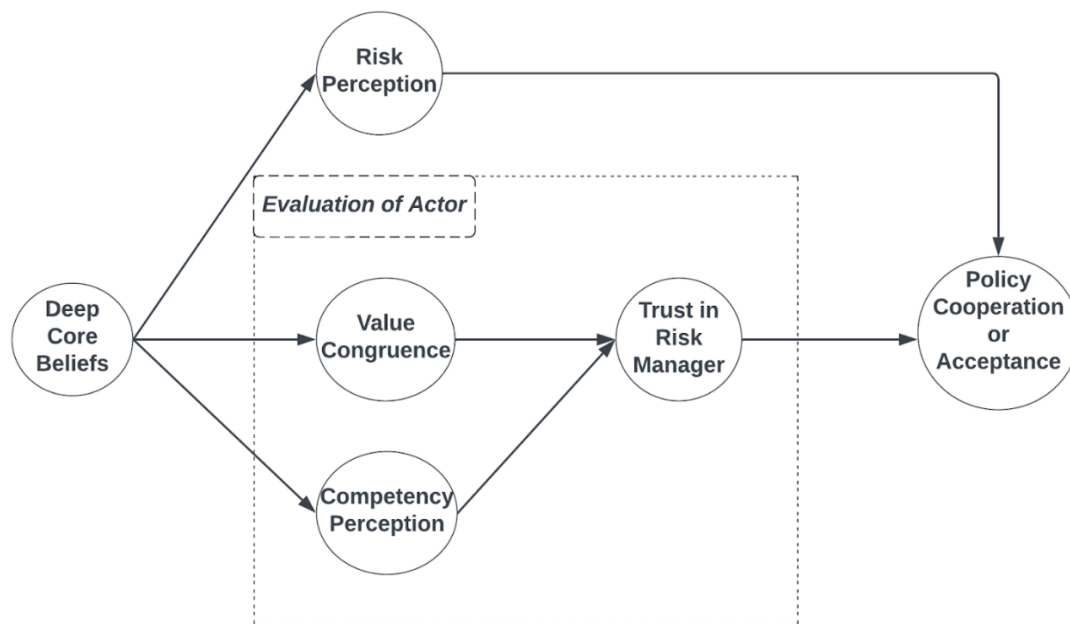 Risk
Perception
Evaluation of Actor
Deep
Core
Beliefs
Value
Congruence
Trust in
Risk
Manager
Policy
Cooperation
or
Acceptance
Competency
Perception